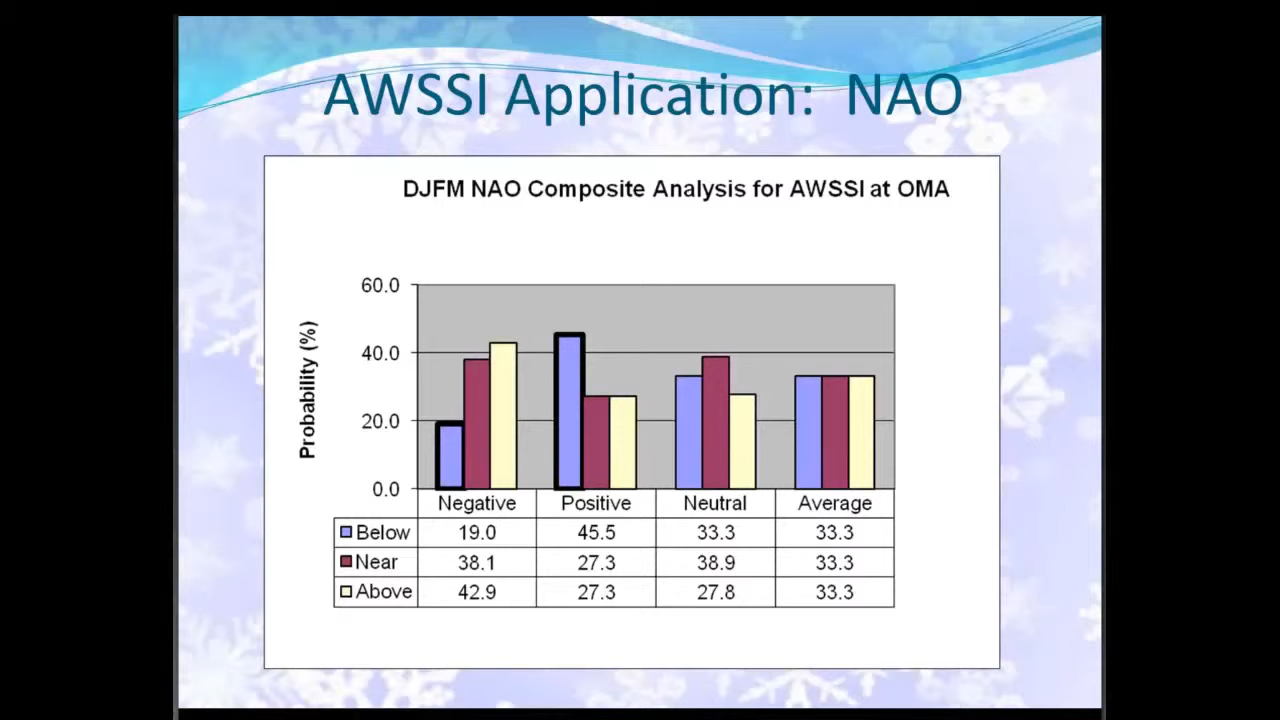 AWSSI Application: NAO
DJFM NAO Composite Analysis for AWSSI at OMA
Probability (%)
60.0
40.0
20.0
0.0
Negative Positive Neutral Average
Below 19.0 45.5 33.3 33.3
Near 38.1 27.3 38.9 33.3
Above 42.9 27.3 27.8 33.3